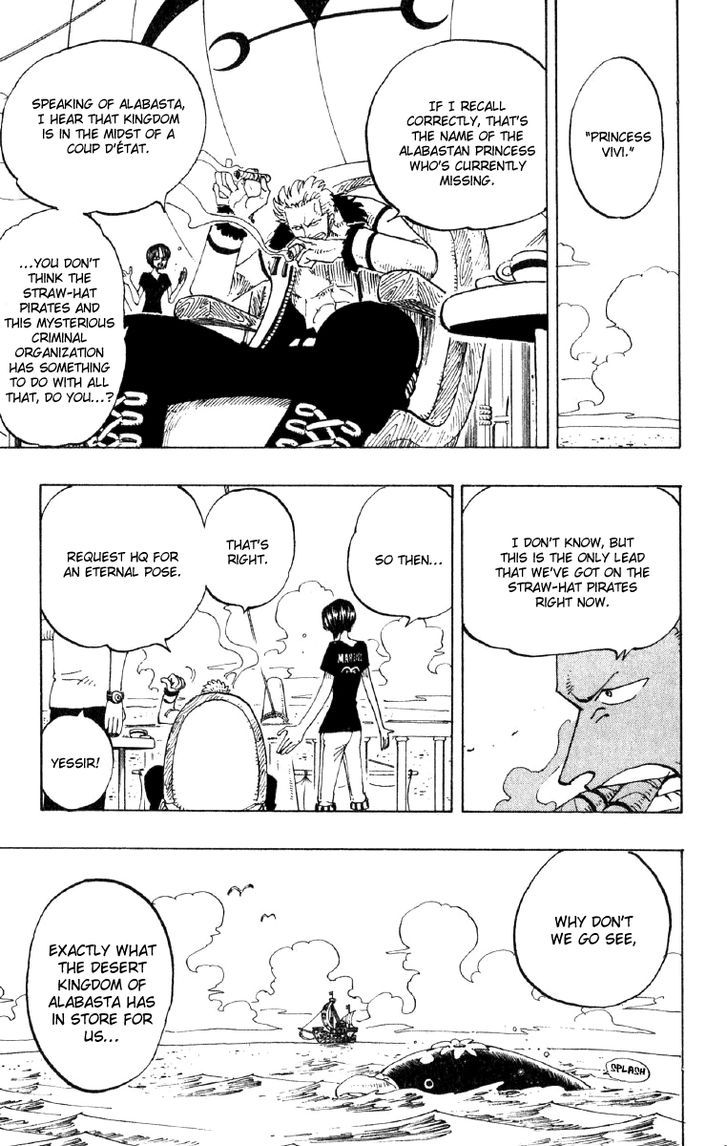 "PRINCESS
VIVI."
IF I RECALL
CORRECTLY, THAT'S
THE NAME OF THE
ALABASTAN PRINCESS
WHO'S CURRENTLY
MISSING.
SPEAKING OF ALABASTA,
I HEAR THAT KINGDOM
IS IN THE MIDST OF A
COUP D'ÉTAT.
...YOU DON'T
THINK THE
STRAW-HAT
PIRATES AND
THIS MYSTERIOUS
CRIMINAL
ORGANIZATION
HAS SOMETHING
TO DO WITH ALL
THAT, DO YOU...?
I DON'T KNOW, BUT
THIS IS THE ONLY LEAD
THAT WE'VE GOT ON THE
STRAW-HAT PIRATES
RIGHT NOW.
SO THEN...
THAT'S
RIGHT.
REQUEST HQ FOR
AN ETERNAL POSE.
MARINE
YESSIR!
WHY DON'T
WE GO SEE,
EXACTLY WHAT
THE DESERT
KINGDOM OF
ALABASTA HAS
IN STORE FOR
US...
SPLASH